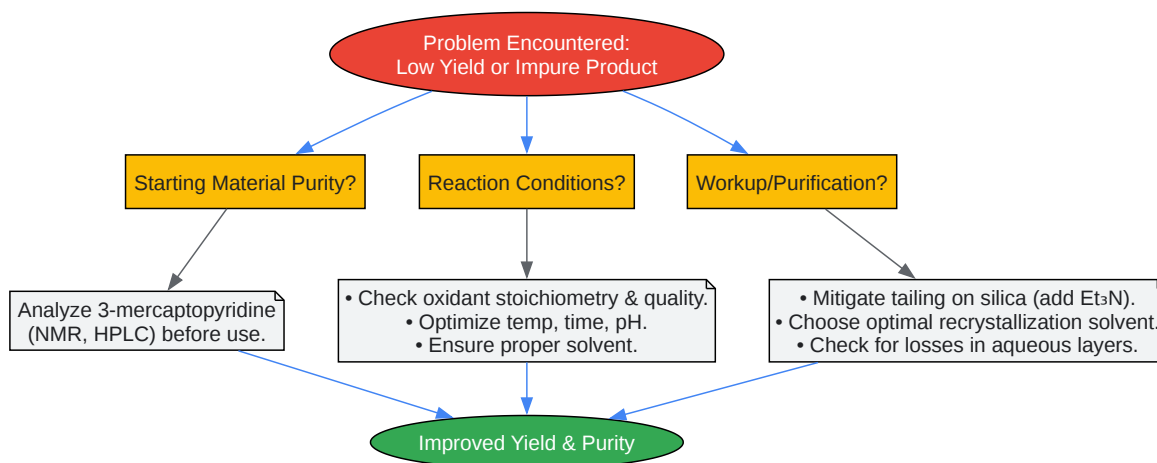 Problem Encountered:
Low Yield or Impure Product
Starting Material Purity?
Reaction Conditions?
Workup/Purification?
Analyze 3-mercaptopyridine
(NMR, HPLC) before use.
• Check oxidant stoichiometry & quality.
• Optimize temp, time, pH.
• Ensure proper solvent.
• Mitigate tailing on silica (add Et₃N).
• Choose optimal recrystallization solvent.
• Check for losses in aqueous layers.
Improved Yield & Purity